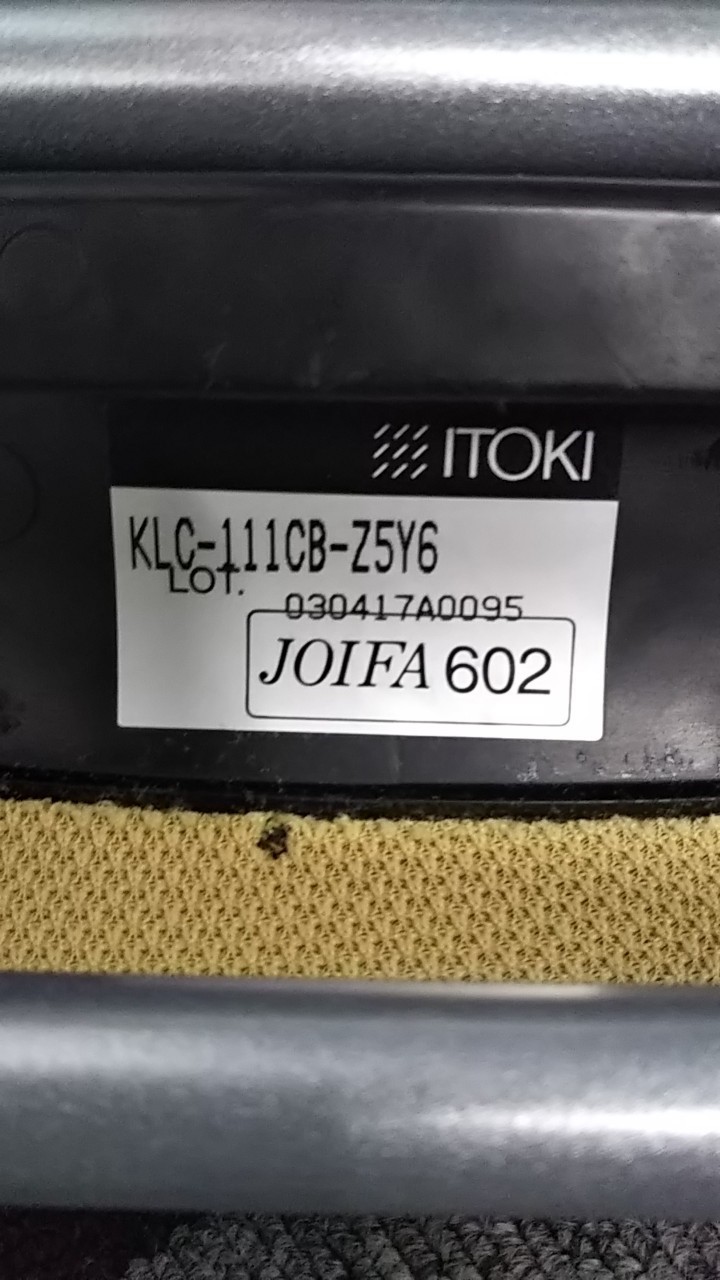 ITOKI
KLC-111CB-Z5Y6
LOT.
030417A0095
JOIFA 602